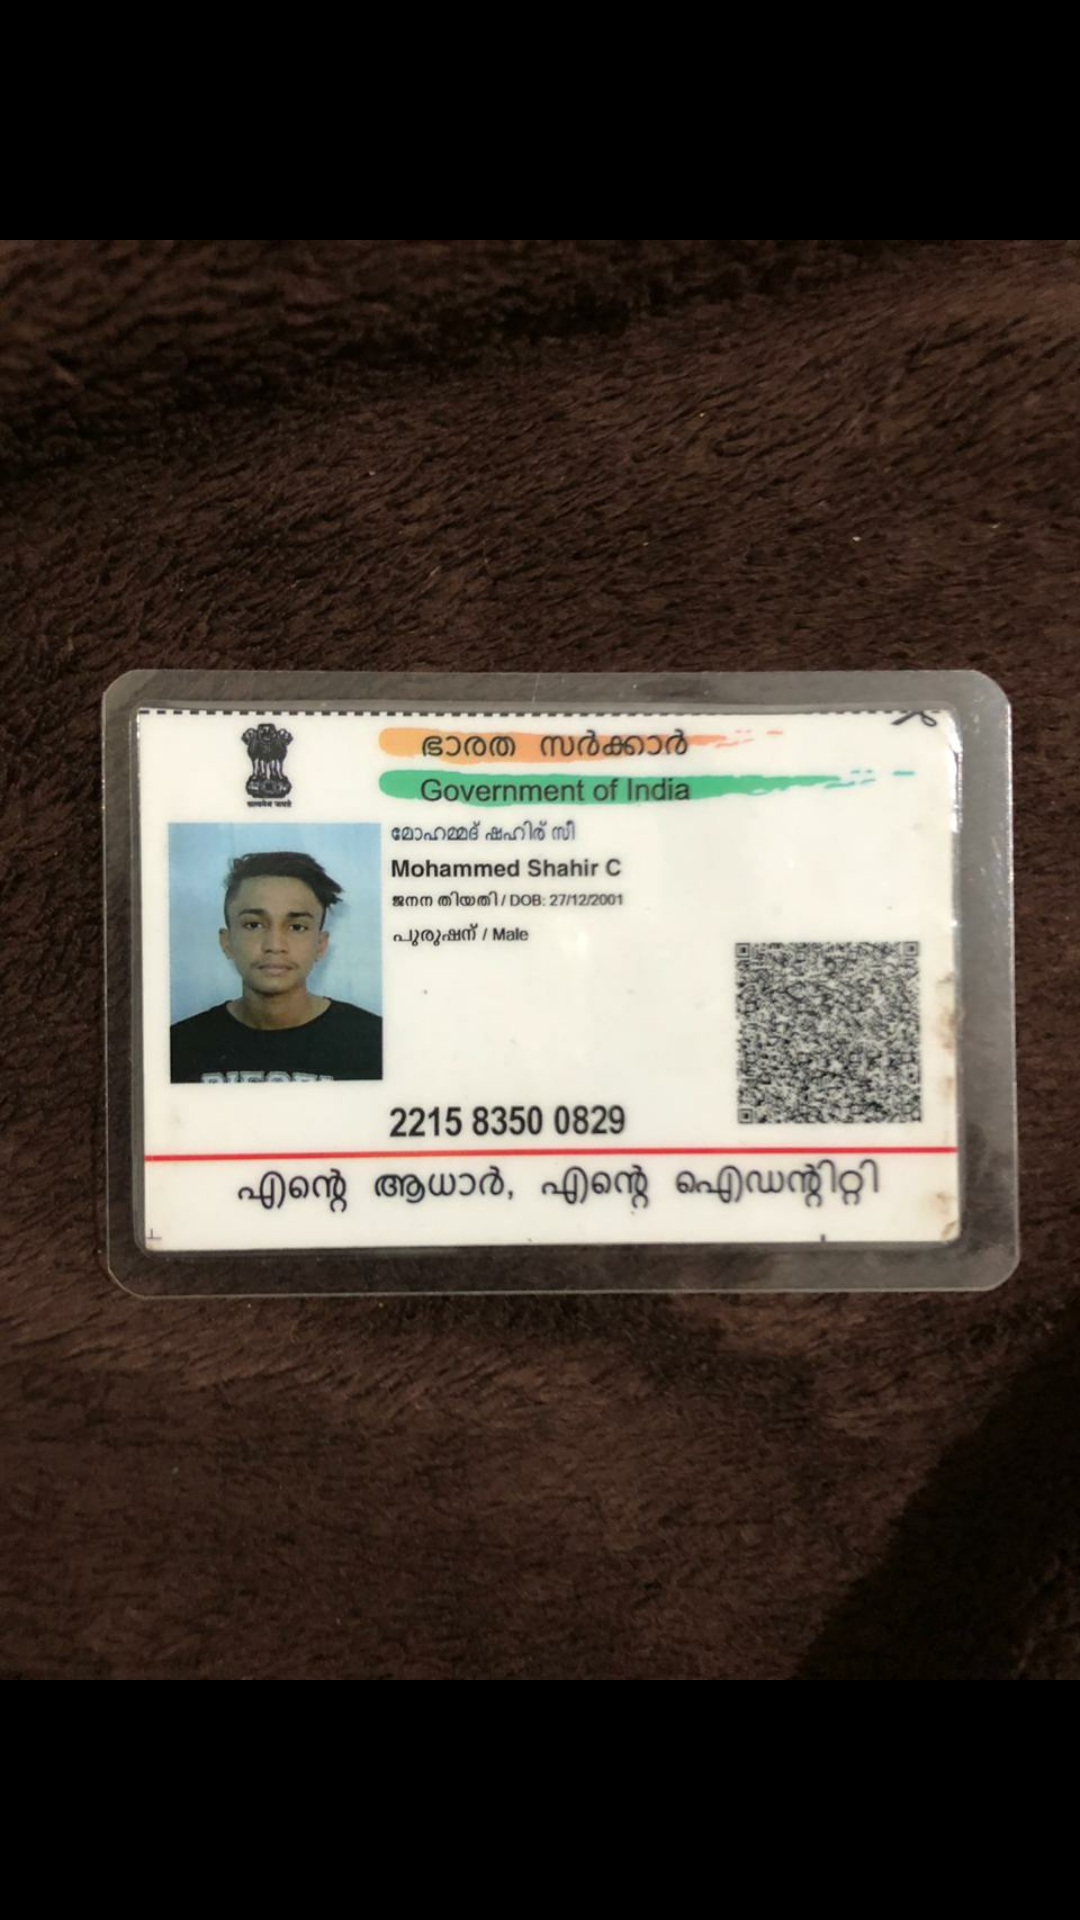 ഭാരത സർക്കാർ
Government of India
മോഹമ്മദ് ഷഹിര് സീ
Mohammed Shahir C
ജനന തിയതി / DOB: 27/12/2001
പുരുഷന് / Male
2215 8350 0829
എന്റെ ആധാർ, എന്റെ ഐഡന്റിറ്റി